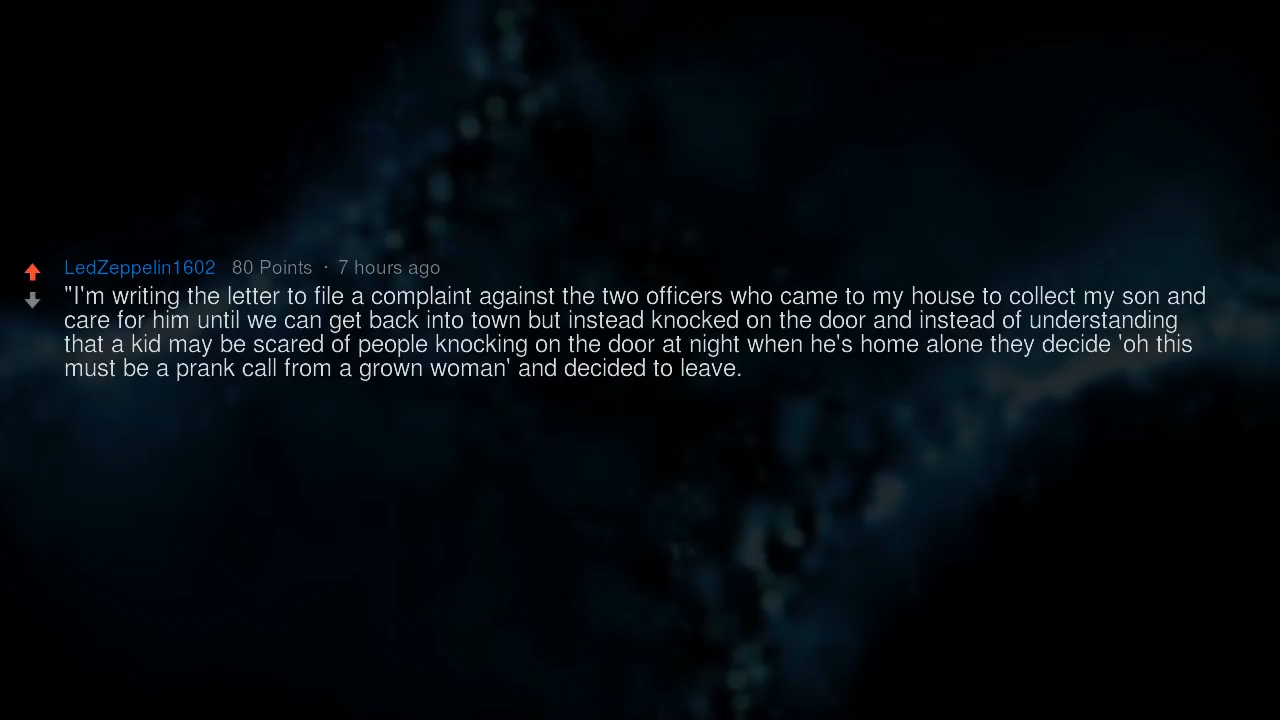 LedZeppelin1602 80 Points · 7 hours ago
"I'm writing the letter to file a complaint against the two officers who came to my house to collect my son and
care for him until we can get back into town but instead knocked on the door and instead of understanding
that a kid may be scared of people knocking on the door at night when he's home alone they decide 'oh this
must be a prank call from a grown woman' and decided to leave.